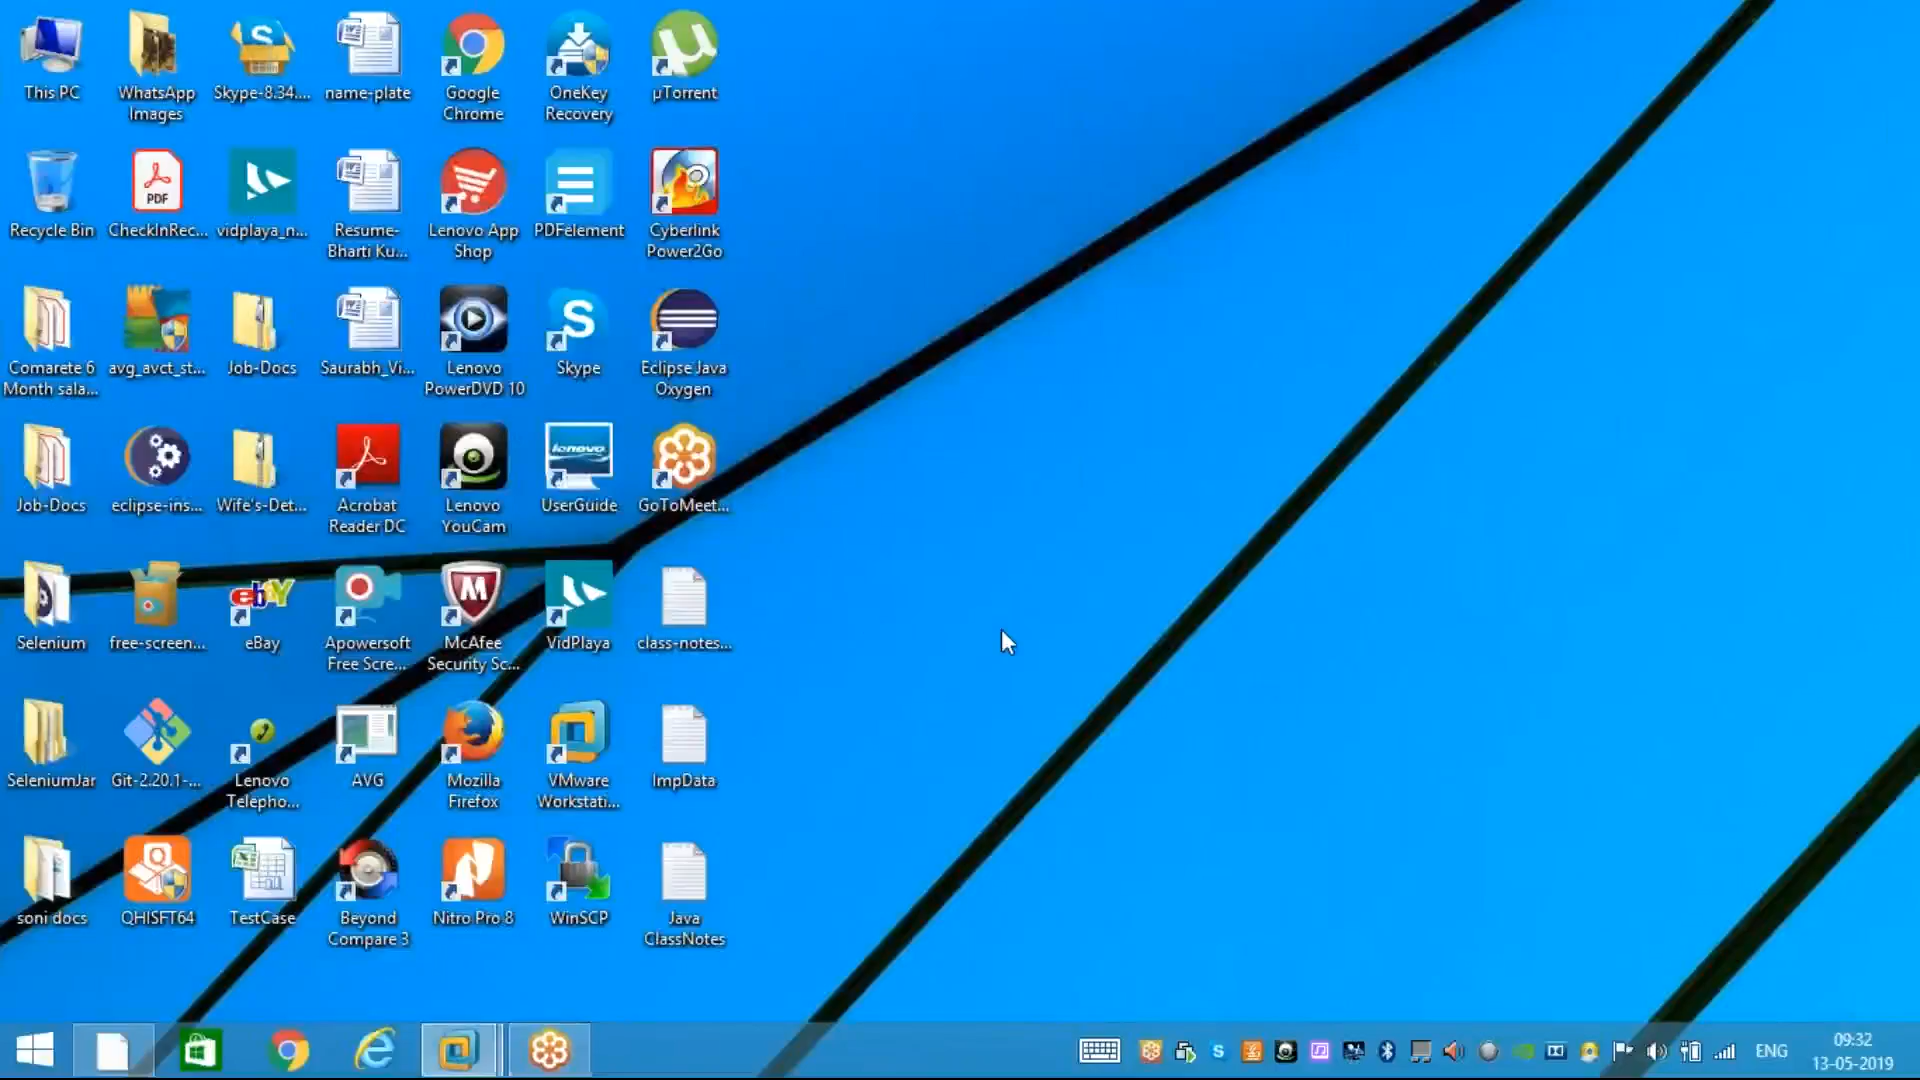 This PC
WhatsApp
Images
Skype-8.34....
name-plate
Google
Chrome
OneKey
Recovery
µTorrent
Recycle Bin
PDF
CheckInRec...
vidplaya_n...
Resume-
Bharti Ku...
Lenovo App
Shop
PDFelement
Cyberlink
Power2Go
Comarete 6
Month sala...
avg_avct_st...
Job-Docs
Saurabh_Vi...
Lenovo
PowerDVD 10
Skype
Eclipse Java
Oxygen
Job-Docs
eclipse-ins...
Wife's-Det...
Acrobat
Reader DC
Lenovo
YouCam
lenovo
UserGuide
GoToMeet...
Selenium
free-screen...
ebY
eBay
Apowersoft
Free Scre...
McAfee
Security Sc...
VidPlaya
class-notes...
SeleniumJar
Git-2.20.1-...
Lenovo
Telepho...
AVG
Mozilla
Firefox
VMware
Workstati...
ImpData
soni docs
QHISFT64
TestCase
Beyond
Compare 3
Nitro Pro 8
WinSCP
Java
ClassNotes
ENG
09:32
13-05-2019